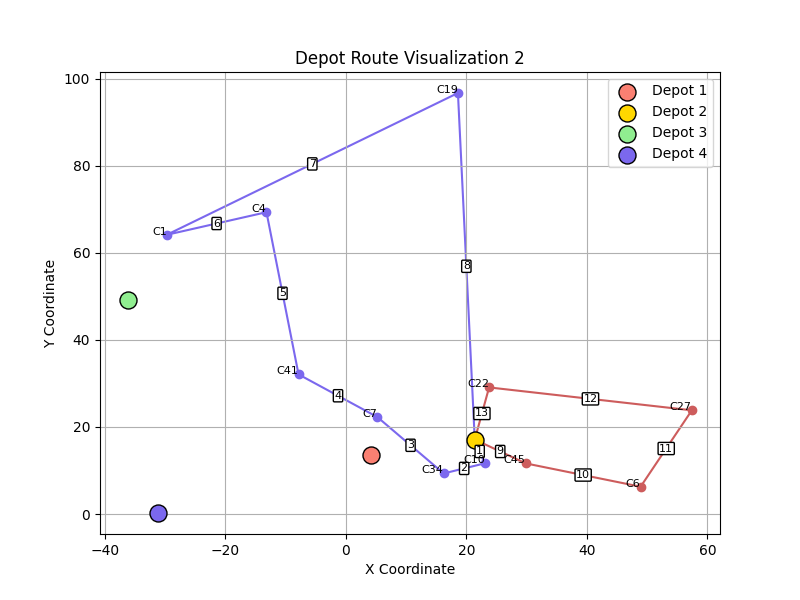 Depot Route Visualization 2
Depot 1
Depot 2
Depot 3
Depot 4
100
80
60
40
20
0
Y Coordinate
C19
7
C4
C1
6
8
5
C41
4
C22
12
C27
C7
13
3
1
9
11
C10
C45
C34
2
10
C6
−40
−20
0
20
40
60
X Coordinate